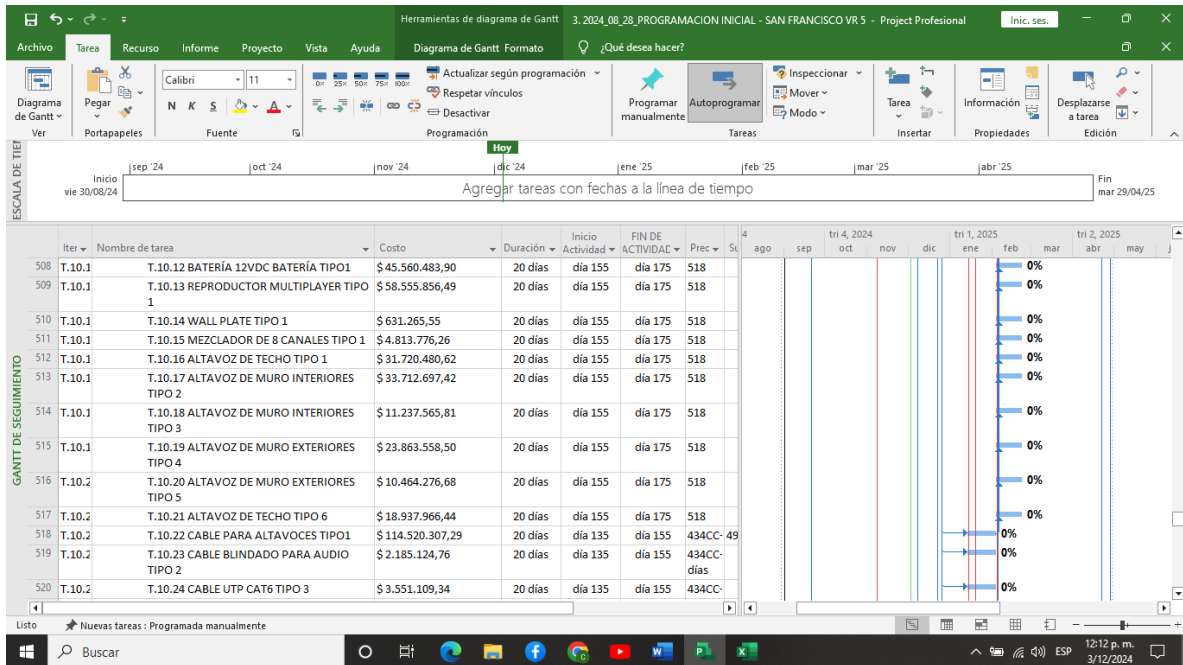 Herramientas de diagrama de Gantt 3. 2024_08_28_PROGRAMACION INICIAL - SAN FRANCISCO VR 5 - Project Profesional Inic. ses.
Archivo Tarea Recurso Informe Proyecto Vista Ayuda Diagrama de Gantt Formato ¿Qué desea hacer?
Calibri 11 0× 25× 50× 75× 100× Actualizar según programación Inspeccionar
Respetar vínculos Mover
Diagrama de Gantt Pegar N K S A Desactivar Programar manualmente Autoprogramar Modo Tarea Información Desplazarse a tarea
Ver Portapapeles Fuente Programación Tareas Insertar Propiedades Edición
Hoy
sep '24 oct '24 nov '24 dic '24 ene '25 feb '25 mar '25 abr '25
Inicio
vie 30/08/24
Agregar tareas con fechas a la línea de tiempo
Fin
mar 29/04/25
ESCALA DE TIEI
GANTT DE SEGUIMIENTO
Iter Nombre de tarea Costo Duración Inicio Actividad FIN DE ACTIVIDAD Prec Su
4 tri 4, 2024 tri 1, 2025 tri 2, 2025
ago sep oct nov dic ene feb mar abr may
508 T.10.1 T.10.12 BATERÍA 12VDC BATERÍA TIPO1 $ 45.560.483,90 20 días día 155 día 175 518 0%
509 T.10.1 T.10.13 REPRODUCTOR MULTIPLAYER TIPO $ 58.555.856,49 20 días día 155 día 175 518 0%
1
510 T.10.1 T.10.14 WALL PLATE TIPO 1 $ 631.265,55 20 días día 155 día 175 518 0%
511 T.10.1 T.10.15 MEZCLADOR DE 8 CANALES TIPO 1 $ 4.813.776,26 20 días día 155 día 175 518 0%
512 T.10.1 T.10.16 ALTAVOZ DE TECHO TIPO 1 $ 31.720.480,62 20 días día 155 día 175 518 0%
513 T.10.1 T.10.17 ALTAVOZ DE MURO INTERIORES $ 33.712.697,42 20 días día 155 día 175 518 0%
TIPO 2
514 T.10.1 T.10.18 ALTAVOZ DE MURO INTERIORES $ 11.237.565,81 20 días día 155 día 175 518 0%
TIPO 3
515 T.10.1 T.10.19 ALTAVOZ DE MURO EXTERIORES $ 23.863.558,50 20 días día 155 día 175 518 0%
TIPO 4
516 T.10.2 T.10.20 ALTAVOZ DE MURO EXTERIORES $ 10.464.276,68 20 días día 155 día 175 518 0%
TIPO 5
517 T.10.2 T.10.21 ALTAVOZ DE TECHO TIPO 6 $ 18.937.966,44 20 días día 155 día 175 518 0%
518 T.10.2 T.10.22 CABLE PARA ALTAVOCES TIPO1 $ 114.520.307,29 20 días día 135 día 155 434CC- 49 0%
519 T.10.2 T.10.23 CABLE BLINDADO PARA AUDIO $ 2.185.124,76 20 días día 135 día 155 434CC- 0%
TIPO 2 días
520 T.10.2 T.10.24 CABLE UTP CAT6 TIPO 3 $ 3.551.109,34 20 días día 135 día 155 434CC- 0%
Listo Nuevas tareas : Programada manualmente
Buscar ESP 12:12 p. m.
3/12/2024